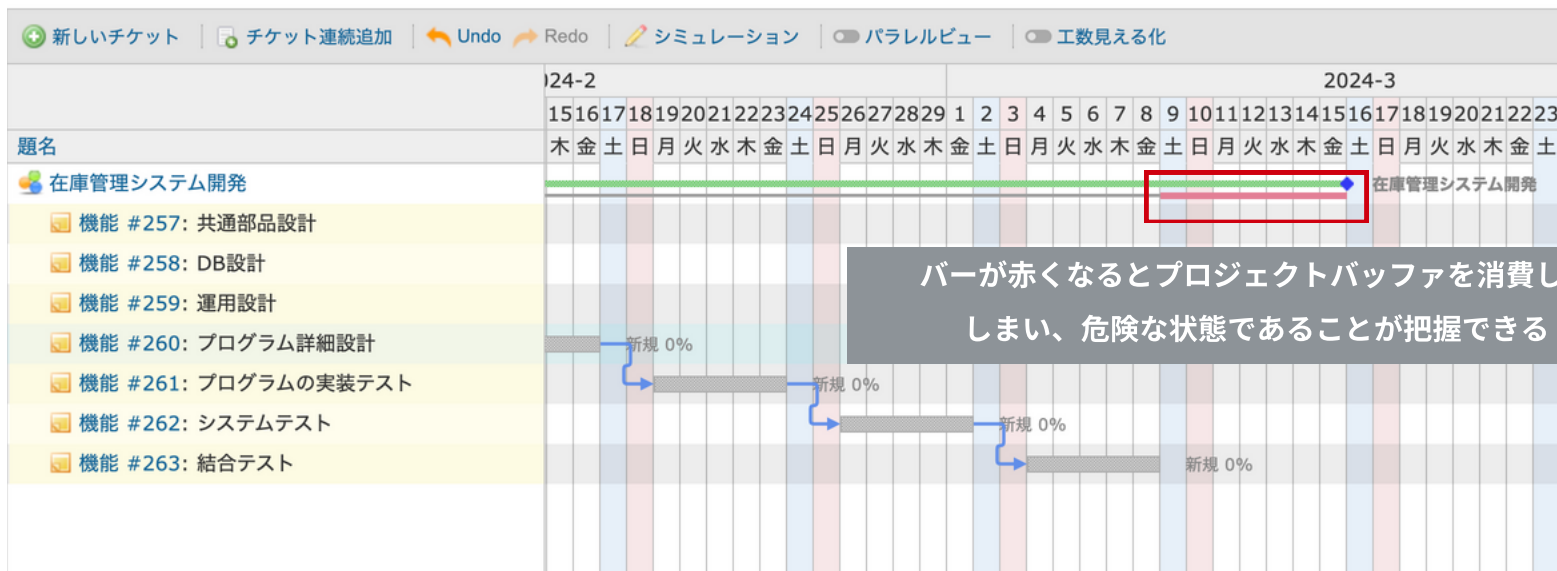 新しいチケット チケット連続追加 Undo Redo シミュレーション パラレルビュー 工数見える化
024-2 2024-3
15 16 17 18 19 20 21 22 23 24 25 26 27 28 29 1 2 3 4 5 6 7 8 9 10 11 12 13 14 15 16 17 18 19 20 21 22 23
題名 木 金 土 日 月 火 水 木 金 土 日 月 火 水 木 金 土 日 月 火 水 木 金 土 日 月 火 水 木 金 土 日 月 火 水 木 金 土
在庫管理システム開発 在庫管理システム開発
機能 #257: 共通部品設計
機能 #258: DB設計
バーが赤くなるとプロジェクトバッファを消費し
機能 #259: 運用設計
しまい、危険な状態であることが把握できる
機能 #260: プログラム詳細設計 新規 0%
機能 #261: プログラムの実装テスト 新規 0%
機能 #262: システムテスト 新規 0%
機能 #263: 結合テスト 新規 0%